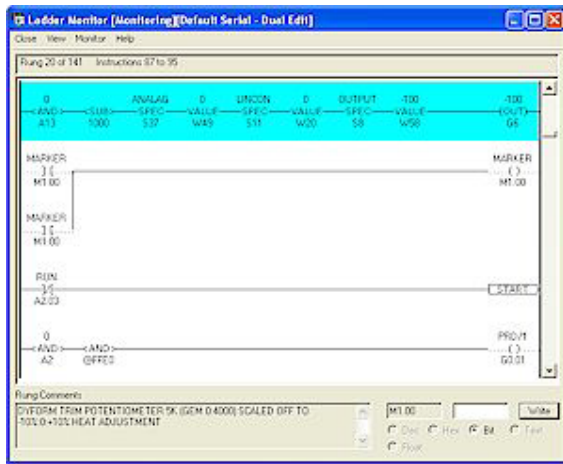 Ladder Monitor [Monitoring][Default Serial - Dual Edit]
Close View Monitor Help
Rung 20 of 141 Instructions 87 to 95
0 ANALAG 0 LINCON 0 OUTPUT -100 -100
<AND> <SUB> SPEC VALUE SPEC VALUE SPEC VALUE (OUT)
A13 1000 S37 W49 S11 W20 S8 W58 G6
MARKER MARKER
] [ ( )
M1.00 M1.00
MARKER
] [
M1.00
RUN
A2.03
START
0 PRO/1
<AND> <AND> ( )
A2 @FFE0 G0.01
Rung Comments
DYFORM TRIM POTENTIOMETER 5K (GEM 0.4000) SCALED OFF TO
-10% 0 +10% HEAT ADJUSTMENT
M1.00 Write
Dec Hex Bit Text
Float